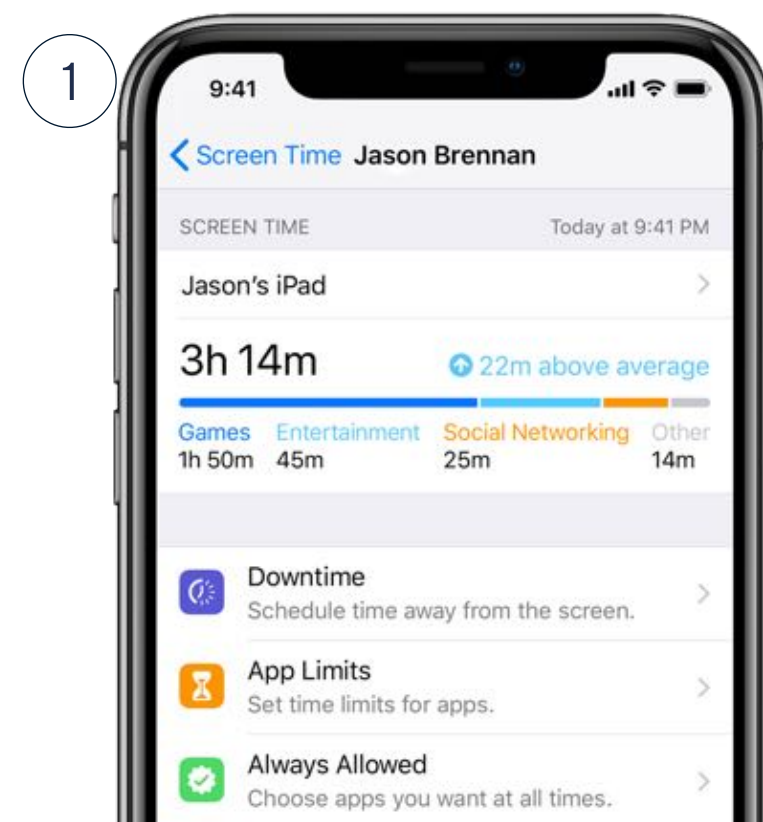 1
9:41
Screen Time Jason Brennan
SCREEN TIME Today at 9:41 PM
Jason's iPad
3h 14m 22m above average
Games Entertainment Social Networking Other
1h 50m 45m 25m 14m
Downtime
Schedule time away from the screen.
App Limits
Set time limits for apps.
Always Allowed
Choose apps you want at all times.